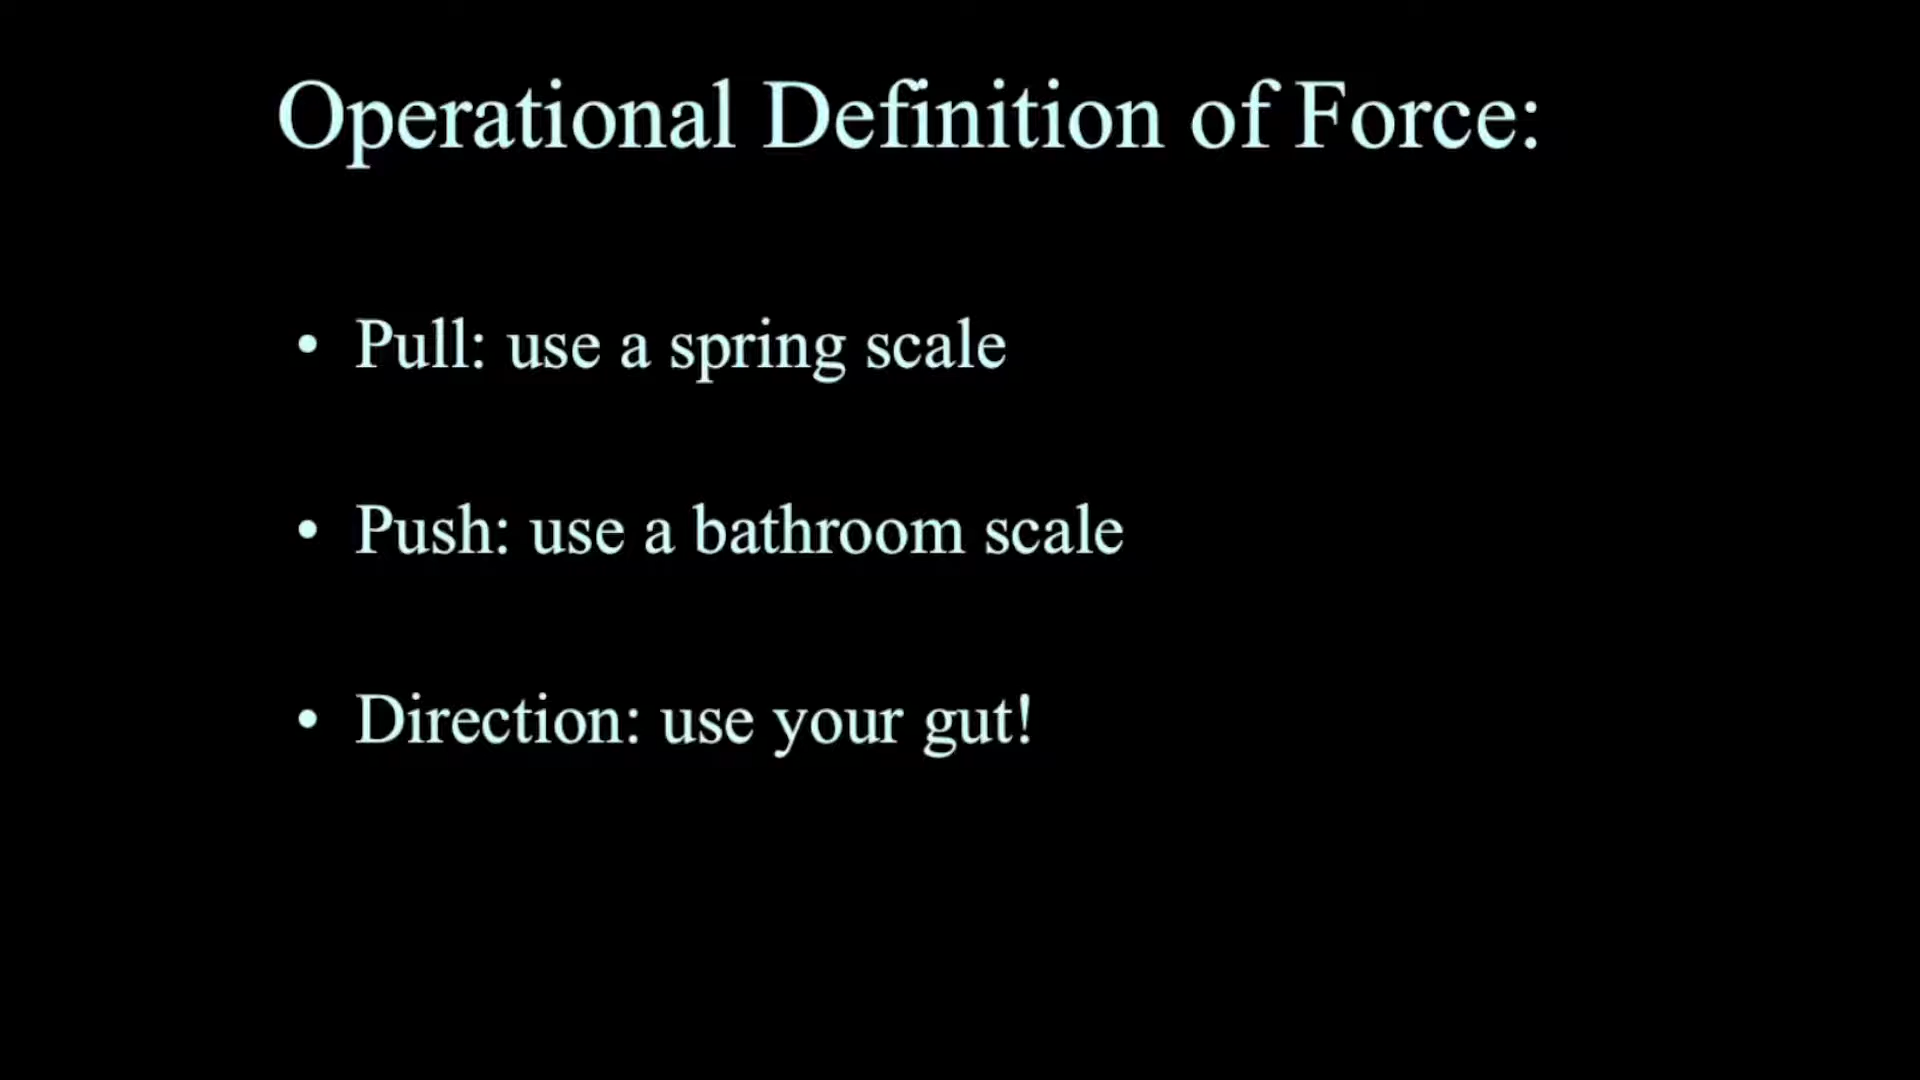 Operational Definition of Force:
• Pull: use a spring scale
• Push: use a bathroom scale
• Direction: use your gut!